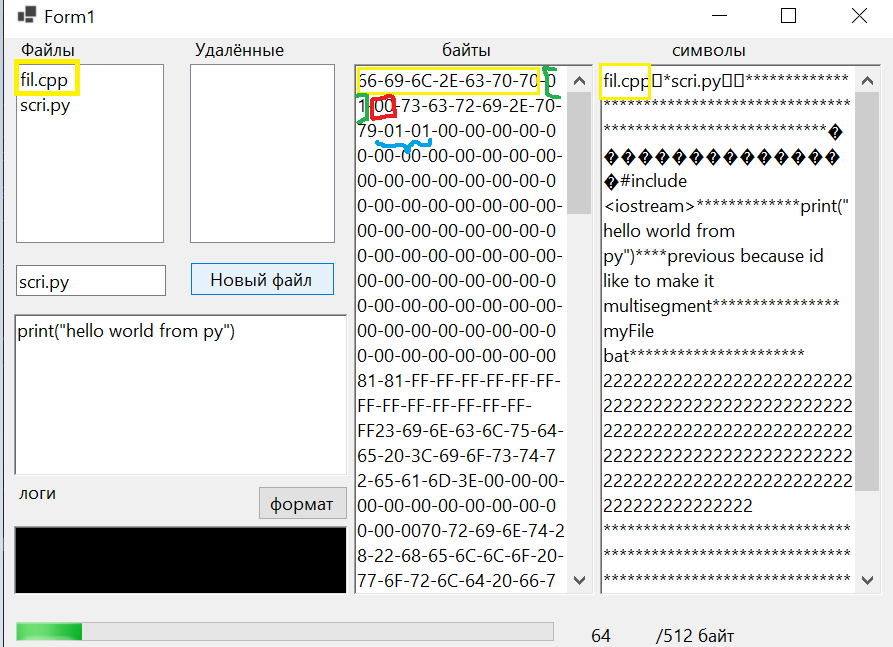 Form1
Файлы
Удалённые
байты
символы
fil.cpp
scri.py
scri.py
Новый файл
print("hello world from py")
логи
формат
66-69-6C-2E-63-70-70-0
1-00-73-63-72-69-2E-70-
79-01-01-00-00-00-00-0
0-00-00-00-00-00-00-00-
00-00-00-00-00-00-00-0
0-00-00-00-00-00-00-00-
00-00-00-00-00-00-00-0
0-00-00-00-00-00-00-00-
00-00-00-00-00-00-00-0
0-00-00-00-00-00-00-00-
00-00-00-00-00-00-00-0
0-00-00-00-00-00-00-00
81-81-FF-FF-FF-FF-FF-FF-
FF-FF-FF-FF-FF-FF-FF-
FF23-69-6E-63-6C-75-64-
65-20-3C-69-6F-73-74-7
2-65-61-6D-3E-00-00-00-
00-00-00-00-00-00-00-0
0-00-0070-72-69-6E-74-2
8-22-68-65-6C-6C-6F-20-
77-6F-72-6C-64-20-66-7
fil.cpp▯*scri.py▯▯*************
*******************************
****************************�
��������������
�#include
<iostream>*************print("
hello world from
py")****previous because id
like to make it
multisegment****************
myFile
bat**********************
2222222222222222222222222
2222222222222222222222222
2222222222222222222222222
2222222222222222222222222
2222222222222222222222222
222222222222222
*******************************
*******************************
*******************************
64 /512 байт